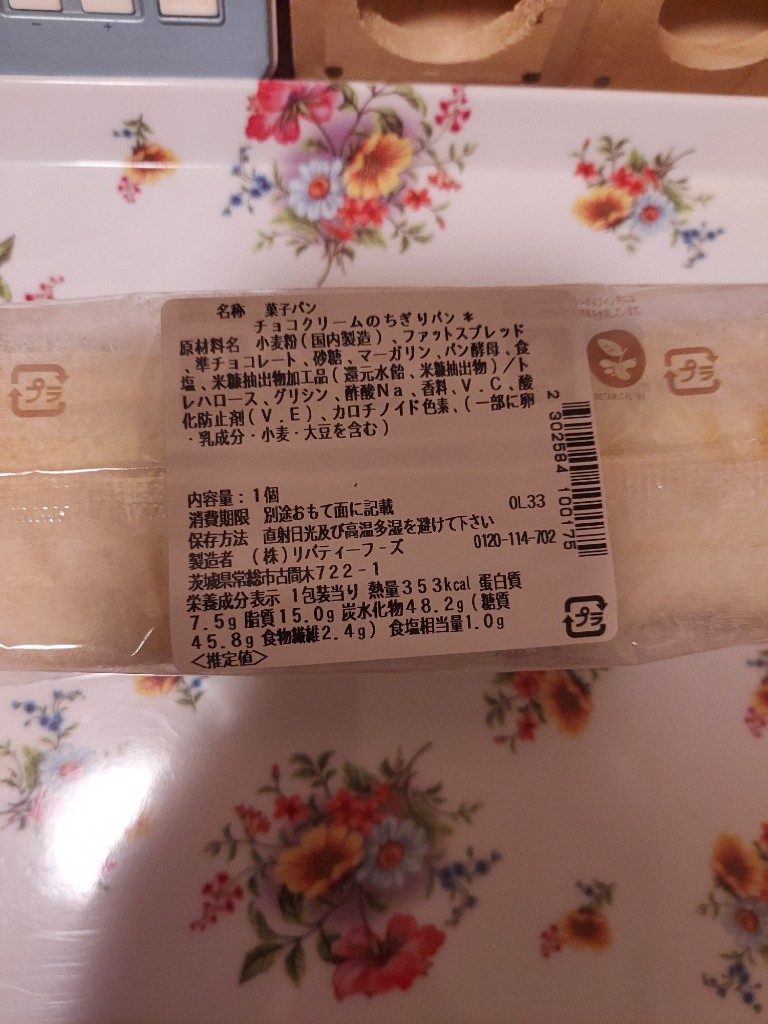 名称 菓子パン
チョコクリームのちぎりパン*
原材料名 小麦粉(国内製造)、ファットスプレッド
、準チョコレート、砂糖、マーガリン、パン酵母、食
塩、米糠抽出物加工品(還元水飴、米糠抽出物)/ト
レハロース、グリシン、酢酸Na、香料、V.C、酸
化防止剤(V.E)、カロチノイド色素、(一部に卵
・乳成分・小麦・大豆を含む)
内容量:1個
消費期限 別途おもて面に記載 0L33
保存方法 直射日光及び高温多湿を避けて下さい
製造者 (株)リバティーフーズ 0120-114-702
茨城県常総市古間木722-1
栄養成分表示 1包装当り 熱量353kcal 蛋白質
7.5g 脂質15.0g 炭水化物48.2g(糖質
45.8g 食物繊維2.4g) 食塩相当量1.0g
<推定値>
2 302584 100175
プラ
プラ
プラ